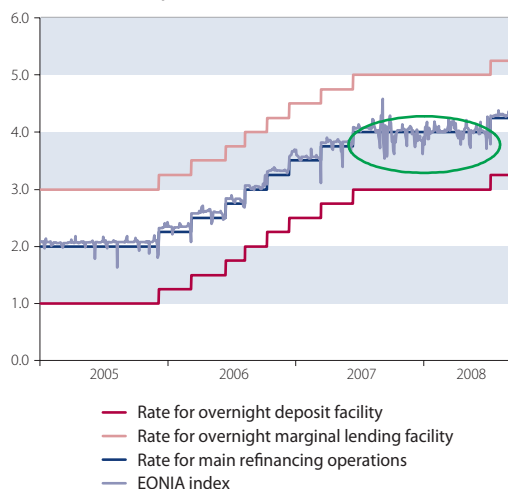 6.0
5.0
4.0
3.0
2.0
1.0
0.0
2005 2006 2007 2008
Rate for overnight deposit facility
Rate for overnight marginal lending facility
Rate for main refinancing operations
EONIA index